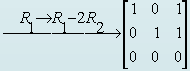 R₁→R₁-2R₂
1 0 1
0 1 1
0 0 0